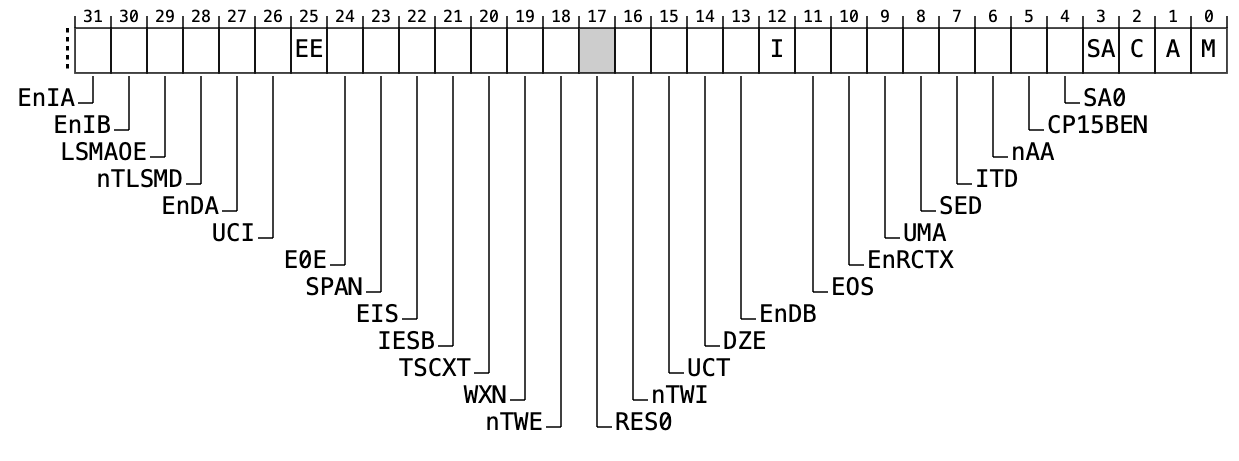 31 30 29 28 27 26 25 24 23 22 21 20 19 18 17 16 15 14 13 12 11 10 9 8 7 6 5 4 3 2 1 0
EE I SA C A M
EnIA SA0
EnIB CP15BEN
LSMAOE nAA
nTLSMD ITD
EnDA SED
UCI UMA
E0E EnRCTX
SPAN EOS
EIS EnDB
IESB DZE
TSCXT UCT
WXN nTWI
nTWE RES0